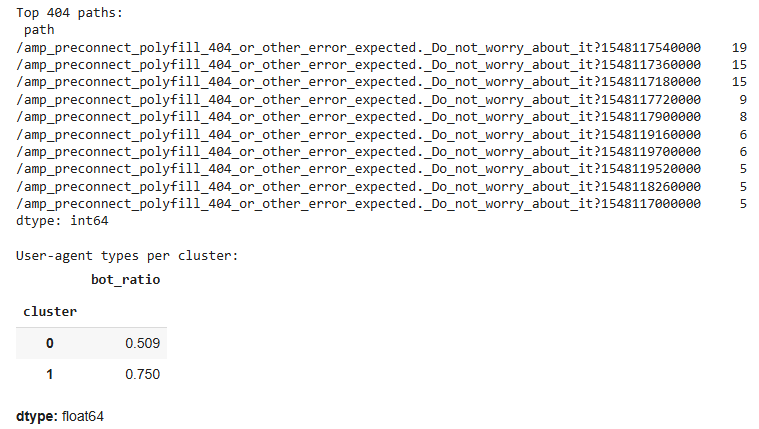 Top 404 paths:
path
/amp_preconnect_polyfill_404_or_other_error_expected._Do_not_worry_about_it?1548117540000 19
/amp_preconnect_polyfill_404_or_other_error_expected._Do_not_worry_about_it?1548117360000 15
/amp_preconnect_polyfill_404_or_other_error_expected._Do_not_worry_about_it?1548117180000 15
/amp_preconnect_polyfill_404_or_other_error_expected._Do_not_worry_about_it?1548117720000 9
/amp_preconnect_polyfill_404_or_other_error_expected._Do_not_worry_about_it?1548117900000 8
/amp_preconnect_polyfill_404_or_other_error_expected._Do_not_worry_about_it?1548119160000 6
/amp_preconnect_polyfill_404_or_other_error_expected._Do_not_worry_about_it?1548119700000 6
/amp_preconnect_polyfill_404_or_other_error_expected._Do_not_worry_about_it?1548119520000 5
/amp_preconnect_polyfill_404_or_other_error_expected._Do_not_worry_about_it?1548118260000 5
/amp_preconnect_polyfill_404_or_other_error_expected._Do_not_worry_about_it?1548117000000 5
dtype: int64
User-agent types per cluster:
bot_ratio
cluster
0 0.509
1 0.750
dtype: float64